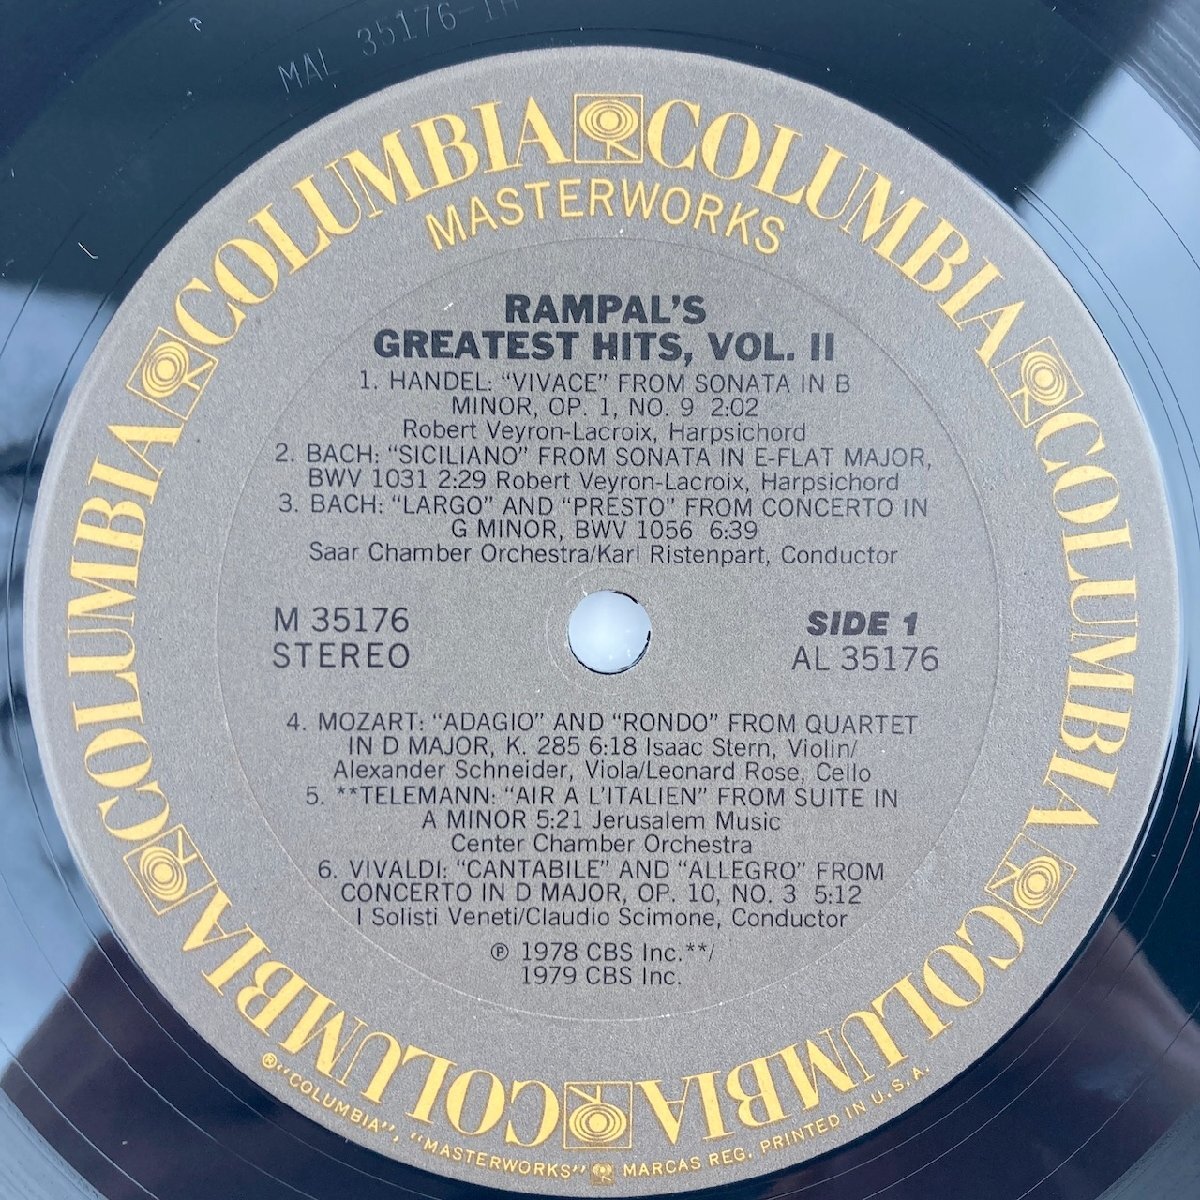 MAL 35176-1A
COLUMBIA COLUMBIA COLUMBIA COLUMBIA COLUMBIA COLUMBIA COLUMBIA COLUMBIA
MASTERWORKS
RAMPAL'S
GREATEST HITS, VOL. II
1. HANDEL: "VIVACE" FROM SONATA IN B
MINOR, OP. 1, NO. 9 2:02
Robert Veyron-Lacroix, Harpsichord
2. BACH: "SICILIANO" FROM SONATA IN E-FLAT MAJOR,
BWV 1031 2:29 Robert Veyron-Lacroix, Harpsichord
3. BACH: "LARGO" AND "PRESTO" FROM CONCERTO IN
G MINOR, BWV 1056 6:39
Saar Chamber Orchestra/Karl Ristenpart, Conductor
M 35176
STEREO
SIDE 1
AL 35176
4. MOZART: "ADAGIO" AND "RONDO" FROM QUARTET
IN D MAJOR, K. 285 6:18 Isaac Stern, Violin/
Alexander Schneider, Viola/Leonard Rose, Cello
5. **TELEMANN: "AIR A L'ITALIEN" FROM SUITE IN
A MINOR 5:21 Jerusalem Music
Center Chamber Orchestra
6. VIVALDI: "CANTABILE" AND "ALLEGRO" FROM
CONCERTO IN D MAJOR, OP. 10, NO. 3 5:12
I Solisti Veneti/Claudio Scimone, Conductor
℗ 1978 CBS Inc.**/
1979 CBS Inc.
®"COLUMBIA", "MASTERWORKS" MARCAS REG. PRINTED IN U.S.A.